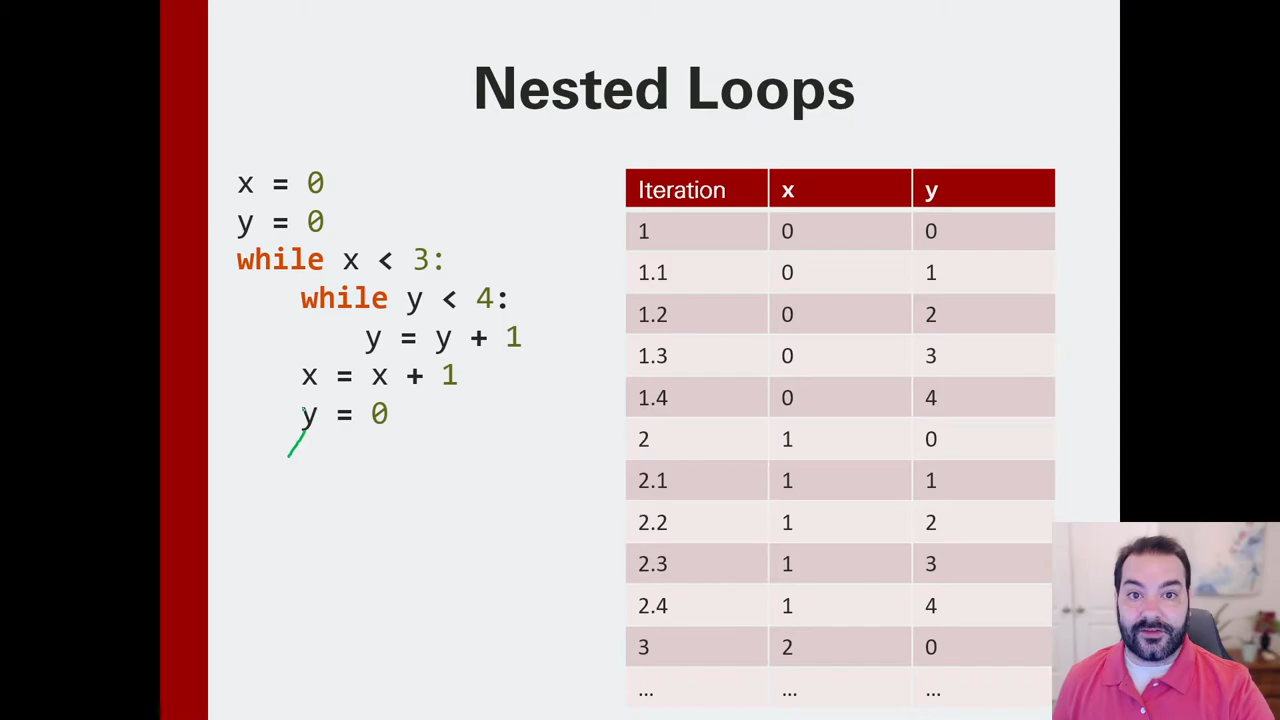 Nested Loops
x = 0
y = 0
while x < 3:
while y < 4:
y = y + 1
x = x + 1
y = 0
Iteration x y
1 0 0
1.1 0 1
1.2 0 2
1.3 0 3
1.4 0 4
2 1 0
2.1 1 1
2.2 1 2
2.3 1 3
2.4 1 4
3 2 0
... ... ...